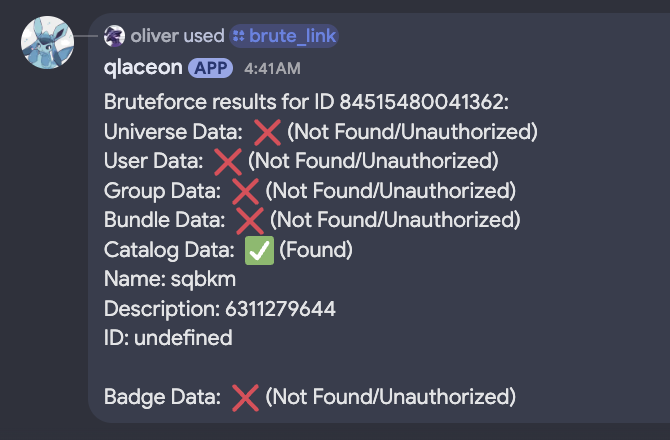 oliver used brute_link
qlaceon APP 4:41AM
Bruteforce results for ID 84515480041362:
Universe Data: ❌ (Not Found/Unauthorized)
User Data: ❌ (Not Found/Unauthorized)
Group Data: ❌ (Not Found/Unauthorized)
Bundle Data: ❌ (Not Found/Unauthorized)
Catalog Data: ✅ (Found)
Name: sqbkm
Description: 6311279644
ID: undefined
Badge Data: ❌ (Not Found/Unauthorized)